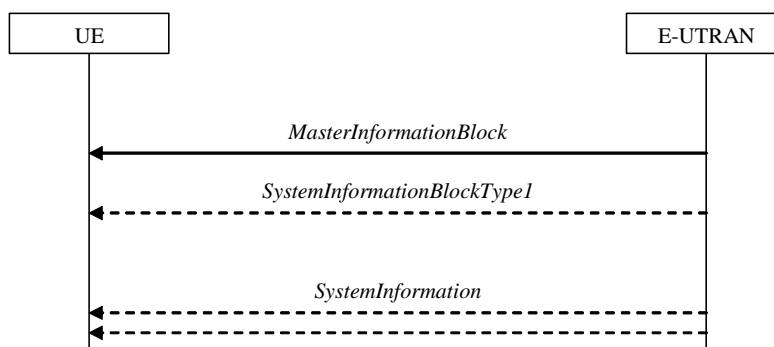 UE
E-UTRAN
MasterInformationBlock
SystemInformationBlockType1
SystemInformation